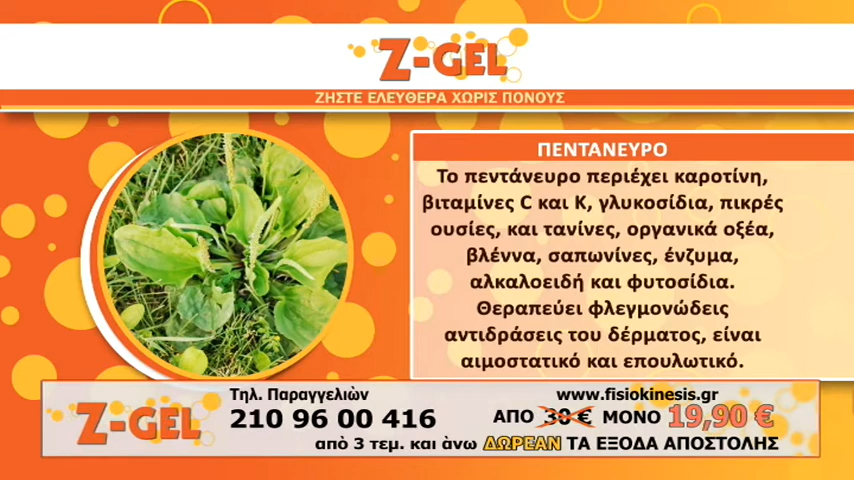 Z-GEL
ΖΗΣΤΕ ΕΛΕΥΘΕΡΑ ΧΩΡΙΣ ΠΟΝΟΥΣ
ΠΕΝΤΑΝΕΥΡΟ
Το πεντάνευρο περιέχει καροτίνη,
βιταμίνες C και K, γλυκοσίδια, πικρές
ουσίες, και τανίνες, οργανικά οξέα,
βλέννα, σαπωνίνες, ένζυμα,
αλκαλοειδή και φυτοσίδια.
Θεραπεύει φλεγμονώδεις
αντιδράσεις του δέρματος, είναι
αιμοστατικό και επουλωτικό.
Z-GEL
Τηλ. Παραγγελιών
210 96 00 416
www.fisiokinesis.gr
ΑΠΟ 30 € ΜΟΝΟ 19,90 €
από 3 τεμ. και άνω ΔΩΡΕΑΝ ΤΑ ΕΞΟΔΑ ΑΠΟΣΤΟΛΗΣ